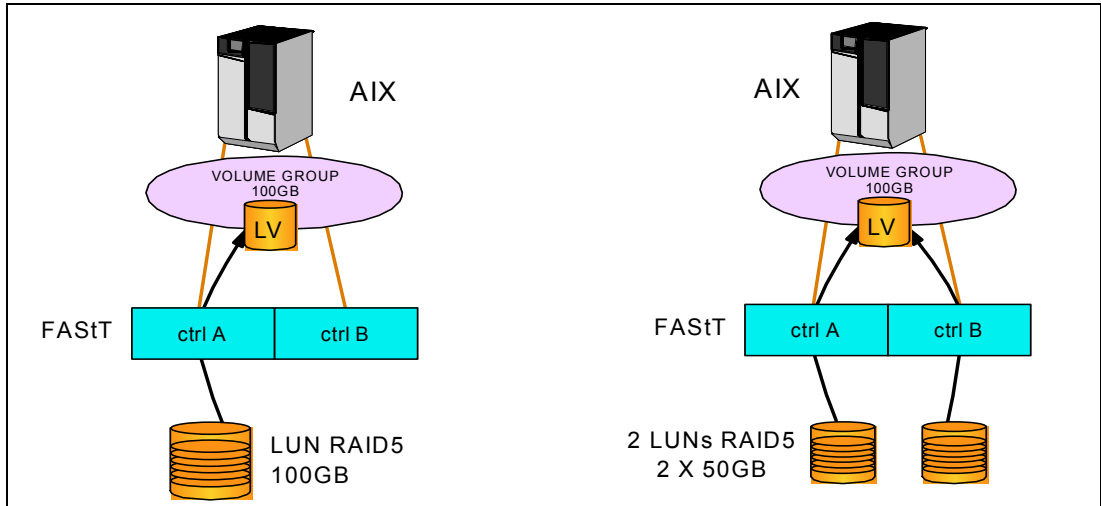 AIX
VOLUME GROUP
100GB
LV
FAStT
ctrl A
ctrl B
LUN RAID5
100GB
AIX
VOLUME GROUP
100GB
LV
FAStT
ctrl A
ctrl B
2 LUNs RAID5
2 X 50GB